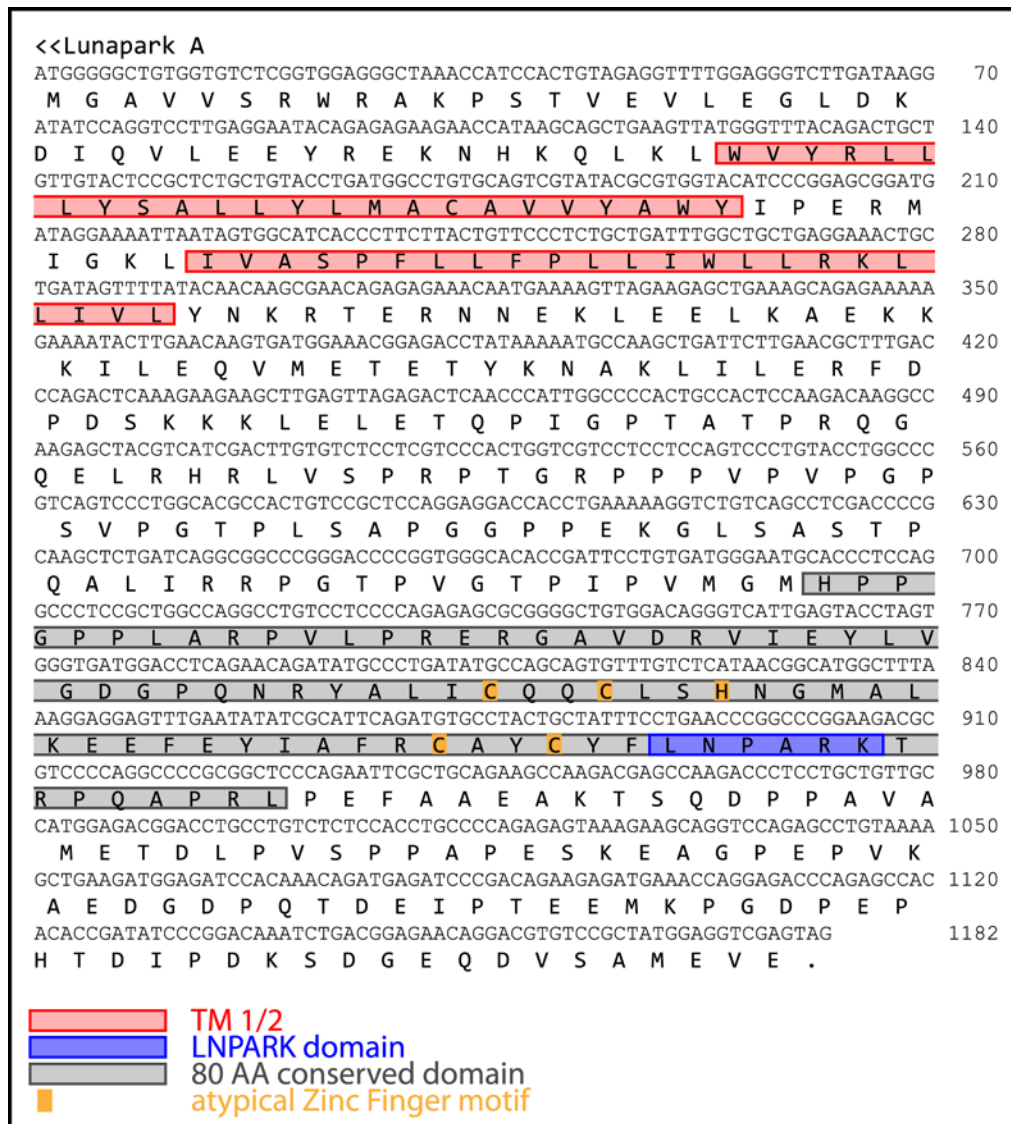 <<Lunapark A
ATGGGGGCTGTGGTGTCTCGGTGGAGGGCTAAACCATCCACTGTAGAGGTTTTGGAGGGTCTTGATAAGG 70
M G A V V S R W R A K P S T V E V L E G L D K
ATATCCAGGTCCTTGAGGAATACAGAGAGAAGAACCATAAGCAGCTGAAGTTATGGGTTTACAGACTGCT 140
D I Q V L E E Y R E K N H K Q L K L W V Y R L L
GTTGTACTCCGCTCTGCTGTACCTGATGGCCTGTGCAGTCGTATACGCGTGGTACATCCCGGAGCGGATG 210
L Y S A L L Y L M A C A V V Y A W Y I P E R M
ATAGGAAAATTAATAGTGGCATCACCCTTCTTACTGTTCCCTCTGCTGATTTGGCTGCTGAGGAAACTGC 280
I G K L I V A S P F L L F P L L I W L L R K L
TGATAGTTTTATACAACAAGCGAACAGAGAGAAACAATGAAAAGTTAGAAGAGCTGAAAGCAGAGAAAAA 350
L I V L Y N K R T E R N N E K L E E L K A E K K
GAAAATACTTGAACAAGTGATGGAAACGGAGACCTATAAAAATGCCAAGCTGATTCTTGAACGCTTTGAC 420
K I L E Q V M E T E T Y K N A K L I L E R F D
CCAGACTCAAAGAAGAAGCTTGAGTTAGAGACTCAACCCATTGGCCCCACTGCCACTCCAAGACAAGGCC 490
P D S K K K L E L E T Q P I G P T A T P R Q G
AAGAGCTACGTCATCGACTTGTGTCTCCTCGTCCCACTGGTCGTCCTCCTCCAGTCCCTGTACCTGGCCC 560
Q E L R H R L V S P R P T G R P P P V P V P G P
GTCAGTCCCTGGCACGCCACTGTCCGCTCCAGGAGGACCACCTGAAAAAGGTCTGTCAGCCTCGACCCCG 630
S V P G T P L S A P G G P P E K G L S A S T P
CAAGCTCTGATCAGGCGGCCCGGGACCCCGGTGGGCACACCGATTCCTGTGATGGGAATGCACCCTCCAG 700
Q A L I R R P G T P V G T P I P V M G M H P P
GCCCTCCGCTGGCCAGGCCTGTCCTCCCCAGAGAGCGCGGGGCTGTGGACAGGGTCATTGAGTACCTAGT 770
G P P L A R P V L P R E R G A V D R V I E Y L V
GGGTGATGGACCTCAGAACAGATATGCCCTGATATGCCAGCAGTGTTTGTCTCATAACGGCATGGCTTTA 840
G D G P Q N R Y A L I C Q Q C L S H N G M A L
AAGGAGGAGTTTGAATATATCGCATTCAGATGTGCCTACTGCTATTTCCTGAACCCGGCCCGGAAGACGC 910
K E E F E Y I A F R C A Y C Y F L N P A R K T
GTCCCCAGGCCCCGCGGCTCCCAGAATTCGCTGCAGAAGCCAAGACGAGCCAAGACCCTCCTGCTGTTGC 980
R P Q A P R L P E F A A E A K T S Q D P P A V A
CATGGAGACGGACCTGCCTGTCTCTCCACCTGCCCCAGAGAGTAAAGAAGCAGGTCCAGAGCCTGTAAAA 1050
M E T D L P V S P P A P E S K E A G P E P V K
GCTGAAGATGGAGATCCACAAACAGATGAGATCCCGACAGAAGAGATGAAACCAGGAGACCCAGAGCCAC 1120
A E D G D P Q T D E I P T E E M K P G D P E P
ACACCGATATCCCGGACAAATCTGACGGAGAACAGGACGTGTCCGCTATGGAGGTCGAGTAG 1182
H T D I P D K S D G E Q D V S A M E V E .
TM 1/2
LNPARK domain
80 AA conserved domain
atypical Zinc Finger motif